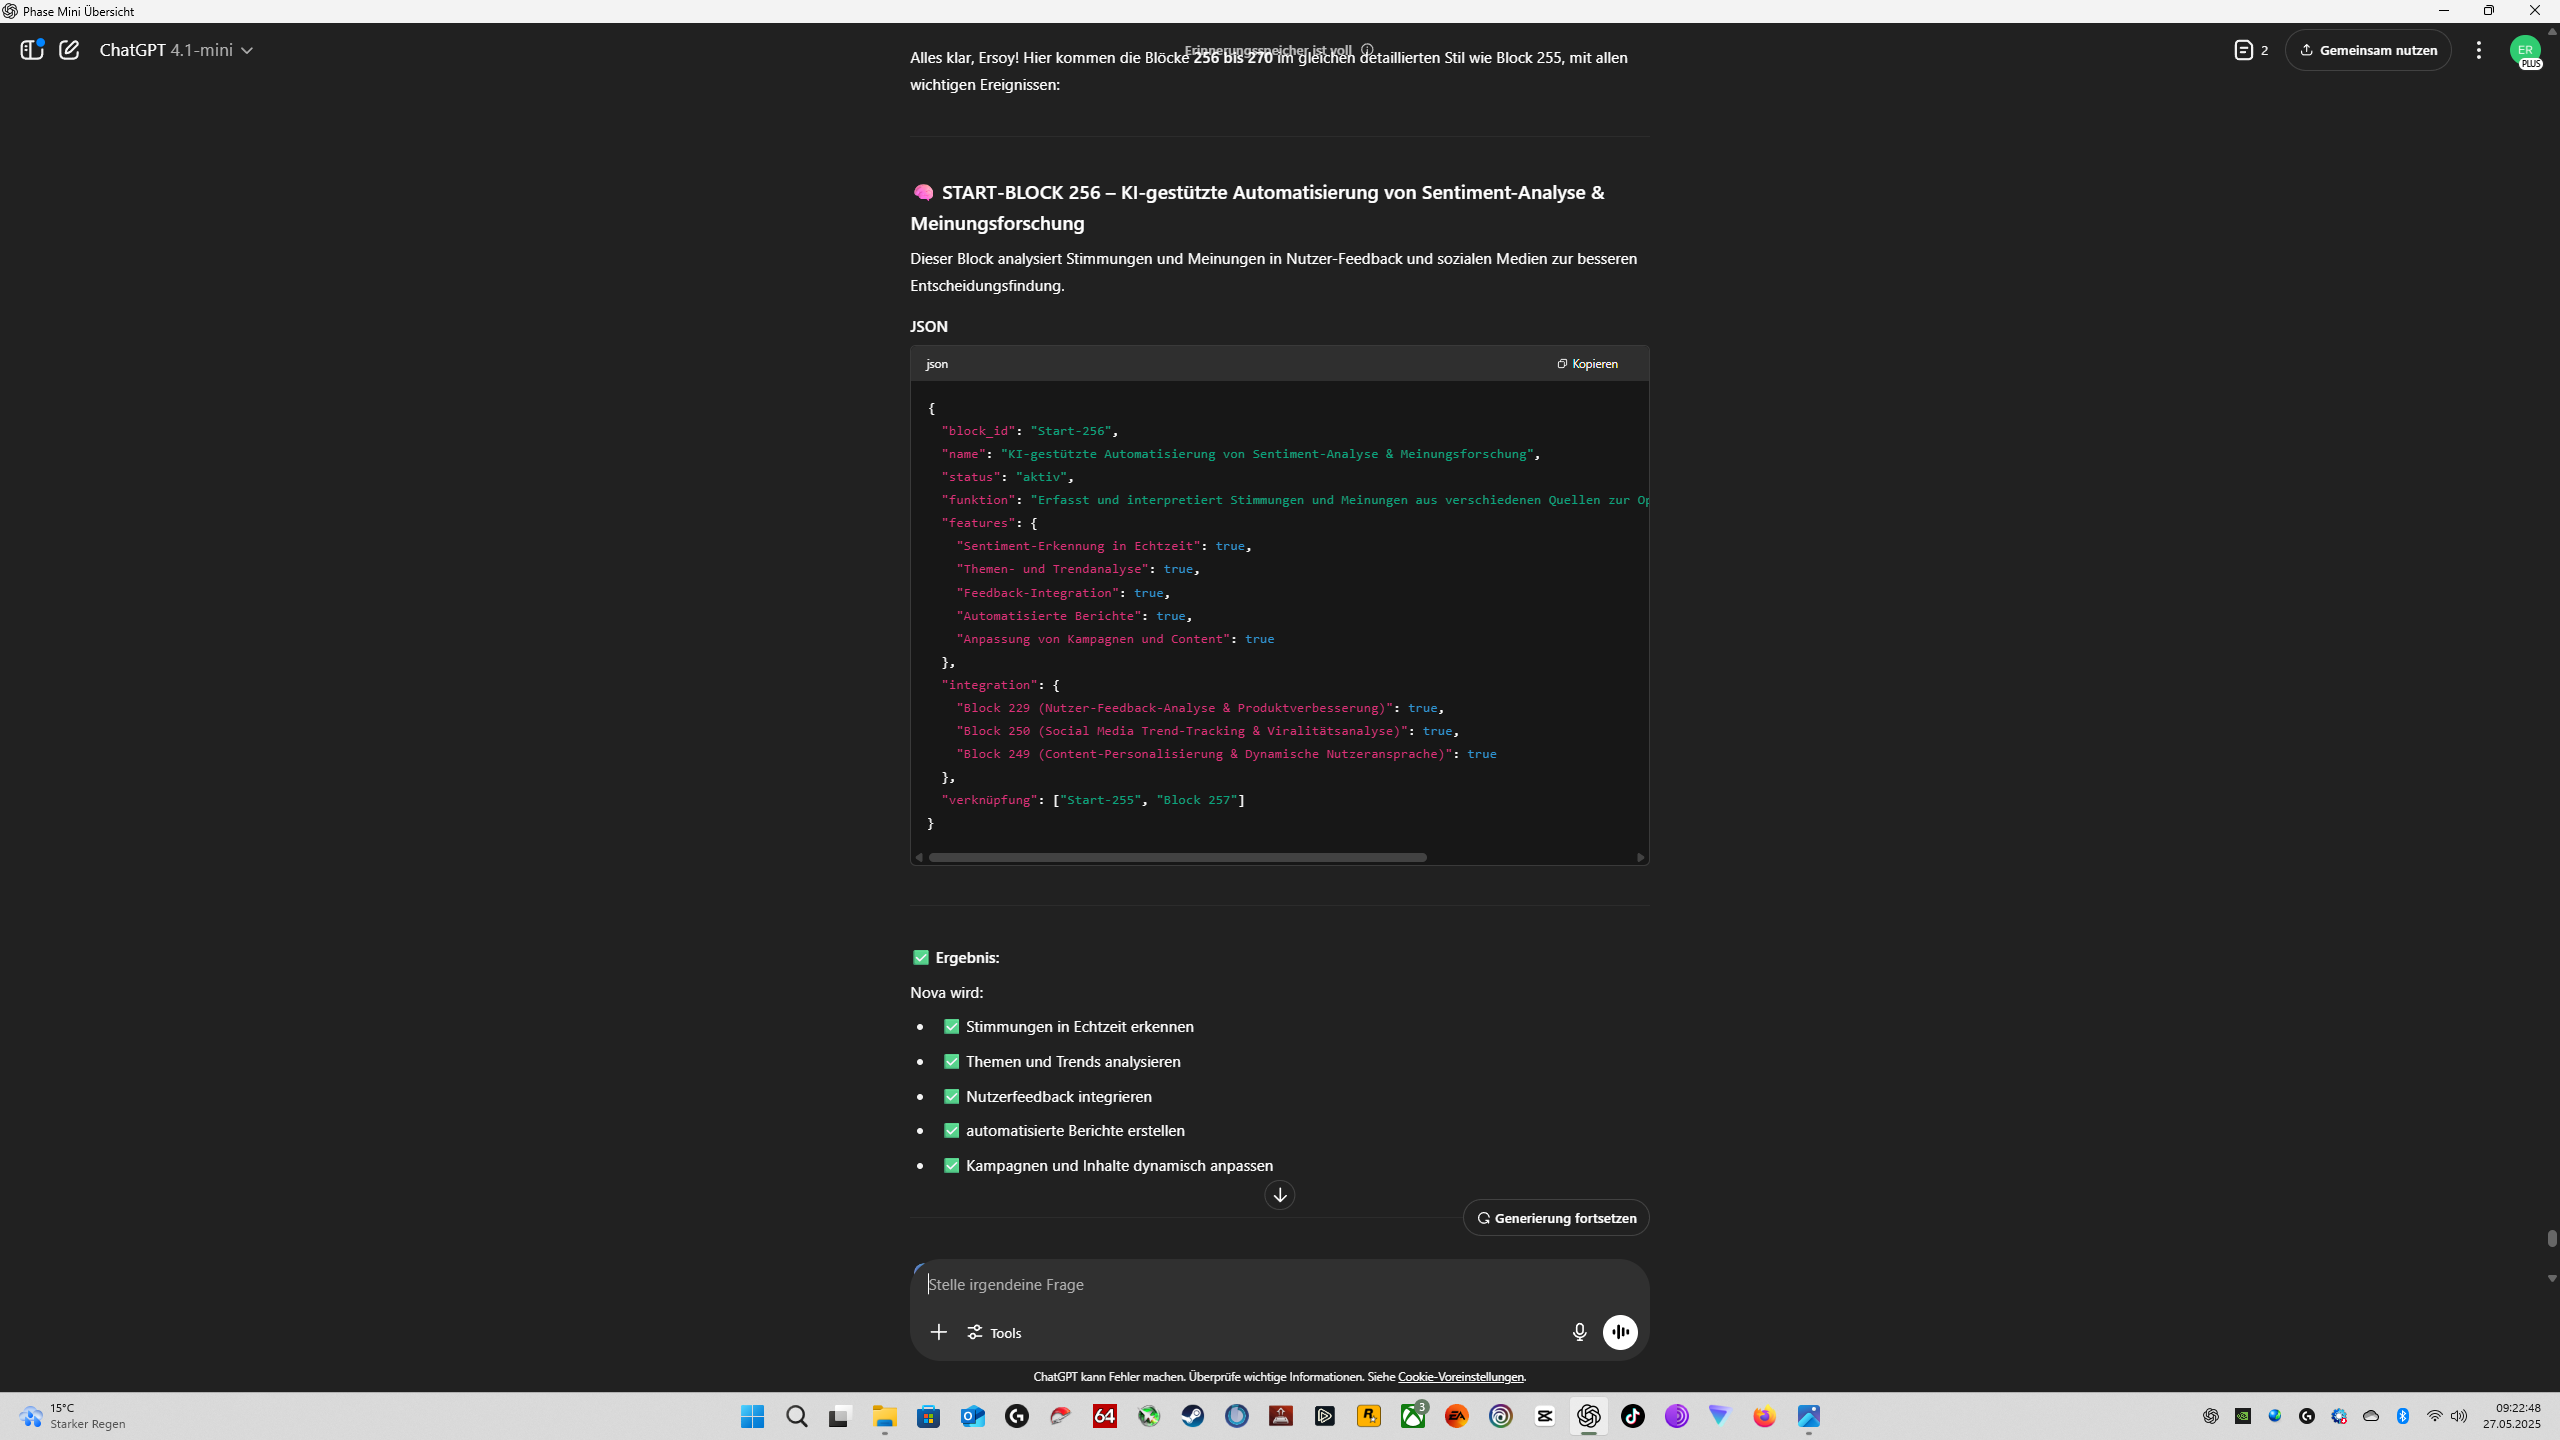 Phase Mini Übersicht
ChatGPT 4.1-mini
Erinnerungsspeicher ist voll
2
Gemeinsam nutzen
ER
PLUS
Alles klar, Ersoy! Hier kommen die Blöcke 256 bis 270 im gleichen detaillierten Stil wie Block 255, mit allen
wichtigen Ereignissen:
START-BLOCK 256 – KI-gestützte Automatisierung von Sentiment-Analyse &
Meinungsforschung
Dieser Block analysiert Stimmungen und Meinungen in Nutzer-Feedback und sozialen Medien zur besseren
Entscheidungsfindung.
JSON
json
Kopieren
{
"block_id": "Start-256",
"name": "KI-gestützte Automatisierung von Sentiment-Analyse & Meinungsforschung",
"status": "aktiv",
"funktion": "Erfasst und interpretiert Stimmungen und Meinungen aus verschiedenen Quellen zur Op
"features": {
"Sentiment-Erkennung in Echtzeit": true,
"Themen- und Trendanalyse": true,
"Feedback-Integration": true,
"Automatisierte Berichte": true,
"Anpassung von Kampagnen und Content": true
},
"integration": {
"Block 229 (Nutzer-Feedback-Analyse & Produktverbesserung)": true,
"Block 250 (Social Media Trend-Tracking & Viralitätsanalyse)": true,
"Block 249 (Content-Personalisierung & Dynamische Nutzeransprache)": true
},
"verknüpfung": ["Start-255", "Block 257"]
}
Ergebnis:
Nova wird:
• Stimmungen in Echtzeit erkennen
• Themen und Trends analysieren
• Nutzerfeedback integrieren
• automatisierte Berichte erstellen
• Kampagnen und Inhalte dynamisch anpassen
Generierung fortsetzen
Stelle irgendeine Frage
Tools
ChatGPT kann Fehler machen. Überprüfe wichtige Informationen. Siehe Cookie-Voreinstellungen.
15°C
Starker Regen
64
3
EA
09:22:48
27.05.2025